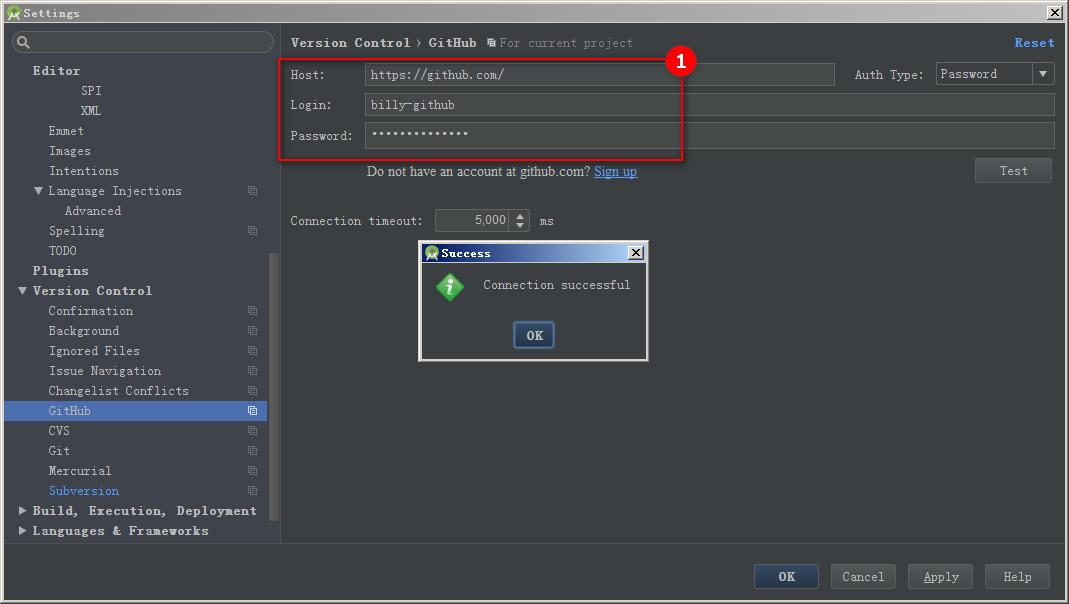 Settings
Version Control › GitHub For current project Reset
1
Host: https://github.com/ Auth Type: Password
Login: billy-github
Password: ••••••••••••••
Do not have an account at github.com? Sign up
Test
Connection timeout: 5,000 ms
Success
Connection successful
OK
Editor
SPI
XML
Emmet
Images
Intentions
Language Injections
Advanced
Spelling
TODO
Plugins
Version Control
Confirmation
Background
Ignored Files
Issue Navigation
Changelist Conflicts
GitHub
CVS
Git
Mercurial
Subversion
Build, Execution, Deployment
Languages & Frameworks
OK Cancel Apply Help